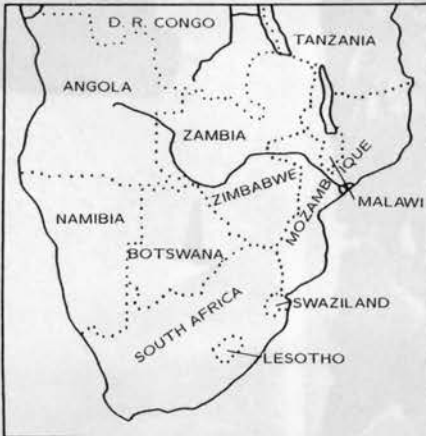 D. R. CONGO
TANZANIA
ANGOLA
ZAMBIA
ZIMBABWE
MOZAMBIQUE
MALAWI
NAMIBIA
BOTSWANA
SOUTH AFRICA
SWAZILAND
LESOTHO